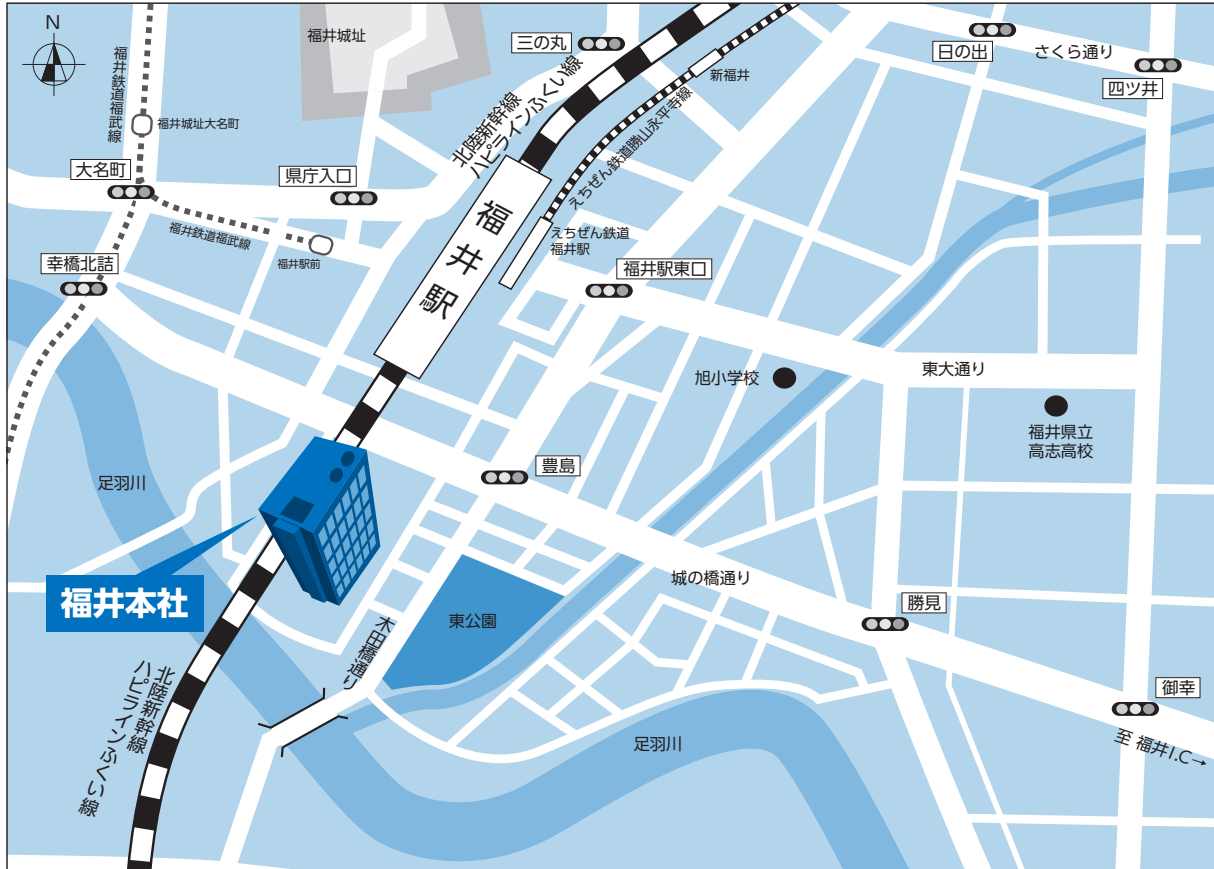 N
福井鉄道福武線
福井城址
三の丸
日の出
さくら通り
四ツ井
新福井
福井城址大名町
北陸新幹線
ハピラインふくい線
えちぜん鉄道勝山永平寺線
大名町
県庁入口
福井鉄道福武線
福井駅前
福井駅
えちぜん鉄道
福井駅
福井駅東口
幸橋北詰
旭小学校
東大通り
福井県立
高志高校
足羽川
豊島
城の橋通り
福井本社
東公園
木田橋通り
勝見
北陸新幹線
ハピラインふくい線
御幸
足羽川
至 福井I.C→